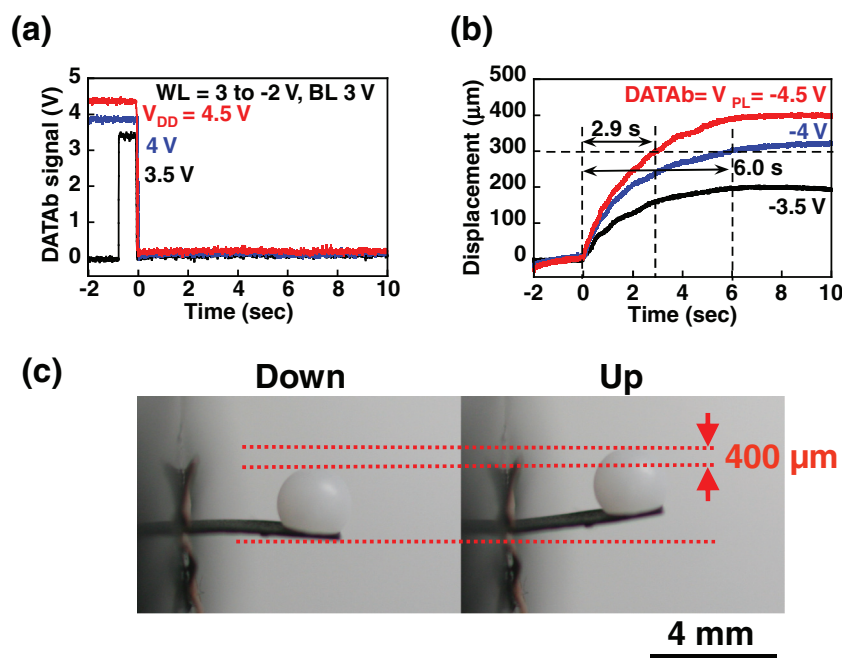 (a)
WL = 3 to -2 V, BL 3 V
V DD = 4.5 V
4 V
3.5 V
DATAb signal (V)
5
4
3
2
1
0
-2 0 2 4 6 8 10
Time (sec)
(b)
DATAb= V PL= -4.5 V
2.9 s
-4 V
6.0 s
-3.5 V
Displacement (μm)
500
400
300
200
100
0
-2 0 2 4 6 8 10
Time (sec)
(c)
Down Up
400 μm
4 mm